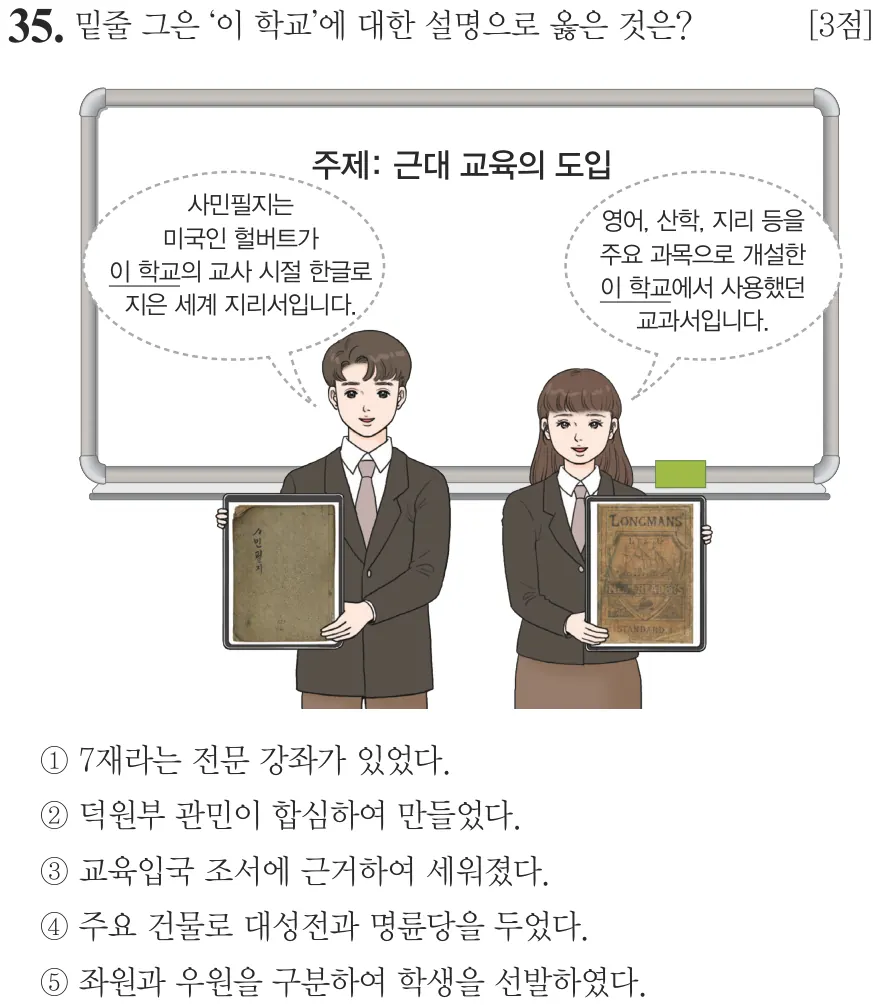 35. 밑줄 그은 ‘이 학교’에 대한 설명으로 옳은 것은? [3점]
주제: 근대 교육의 도입
사민필지는
미국인 헐버트가
이 학교의 교사 시절 한글로
지은 세계 지리서입니다.
영어, 산학, 지리 등을
주요 과목으로 개설한
이 학교에서 사용했던
교과서입니다.
사민필지
LONGMANS'
NEW READERS
STANDARD
① 7재라는 전문 강좌가 있었다.
② 덕원부 관민이 합심하여 만들었다.
③ 교육입국 조서에 근거하여 세워졌다.
④ 주요 건물로 대성전과 명륜당을 두었다.
⑤ 좌원과 우원을 구분하여 학생을 선발하였다.